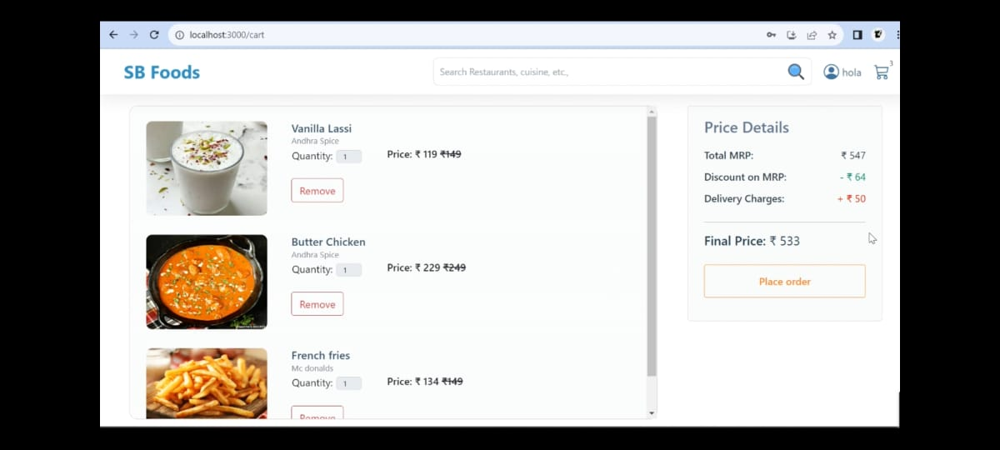 localhost:3000/cart
SB Foods
Search Restaurants, cuisine, etc.,
hola
3
Vanilla Lassi
Andhra Spice
Quantity: 1
Price: ₹ 119 ₹149
Remove
Butter Chicken
Andhra Spice
Quantity: 1
Price: ₹ 229 ₹249
Remove
French fries
Mc donalds
Quantity: 1
Price: ₹ 134 ₹149
Remove
Price Details
Total MRP: ₹ 547
Discount on MRP: - ₹ 64
Delivery Charges: + ₹ 50
Final Price: ₹ 533
Place order